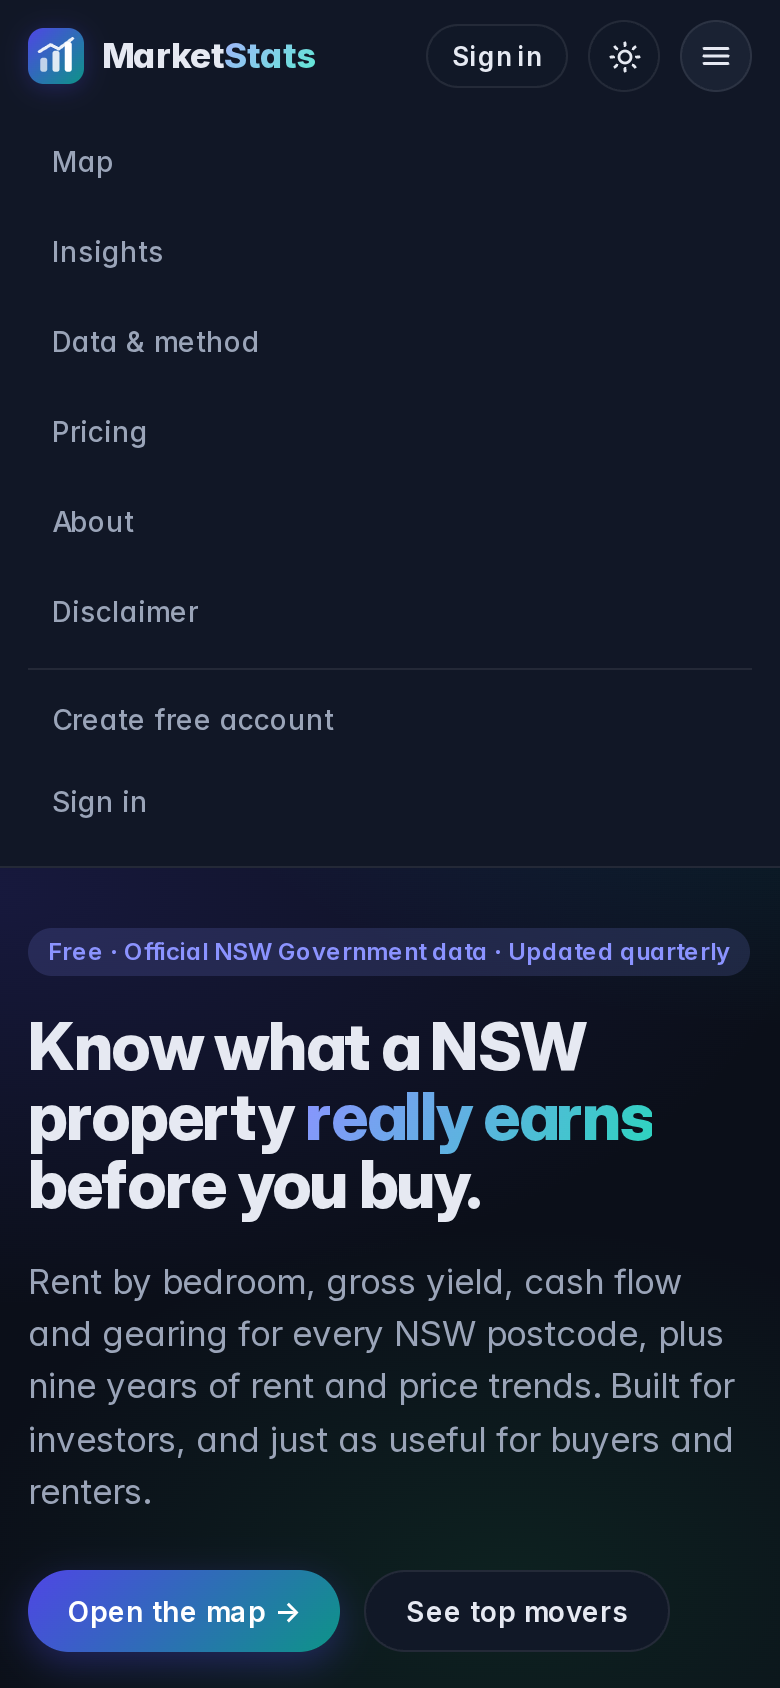 MarketStats
Sign in
Map
Insights
Data & method
Pricing
About
Disclaimer
Create free account
Sign in
Free · Official NSW Government data · Updated quarterly
Know what a NSW
property really earns
before you buy.
Rent by bedroom, gross yield, cash flow
and gearing for every NSW postcode, plus
nine years of rent and price trends. Built for
investors, and just as useful for buyers and
renters.
Open the map →
See top movers